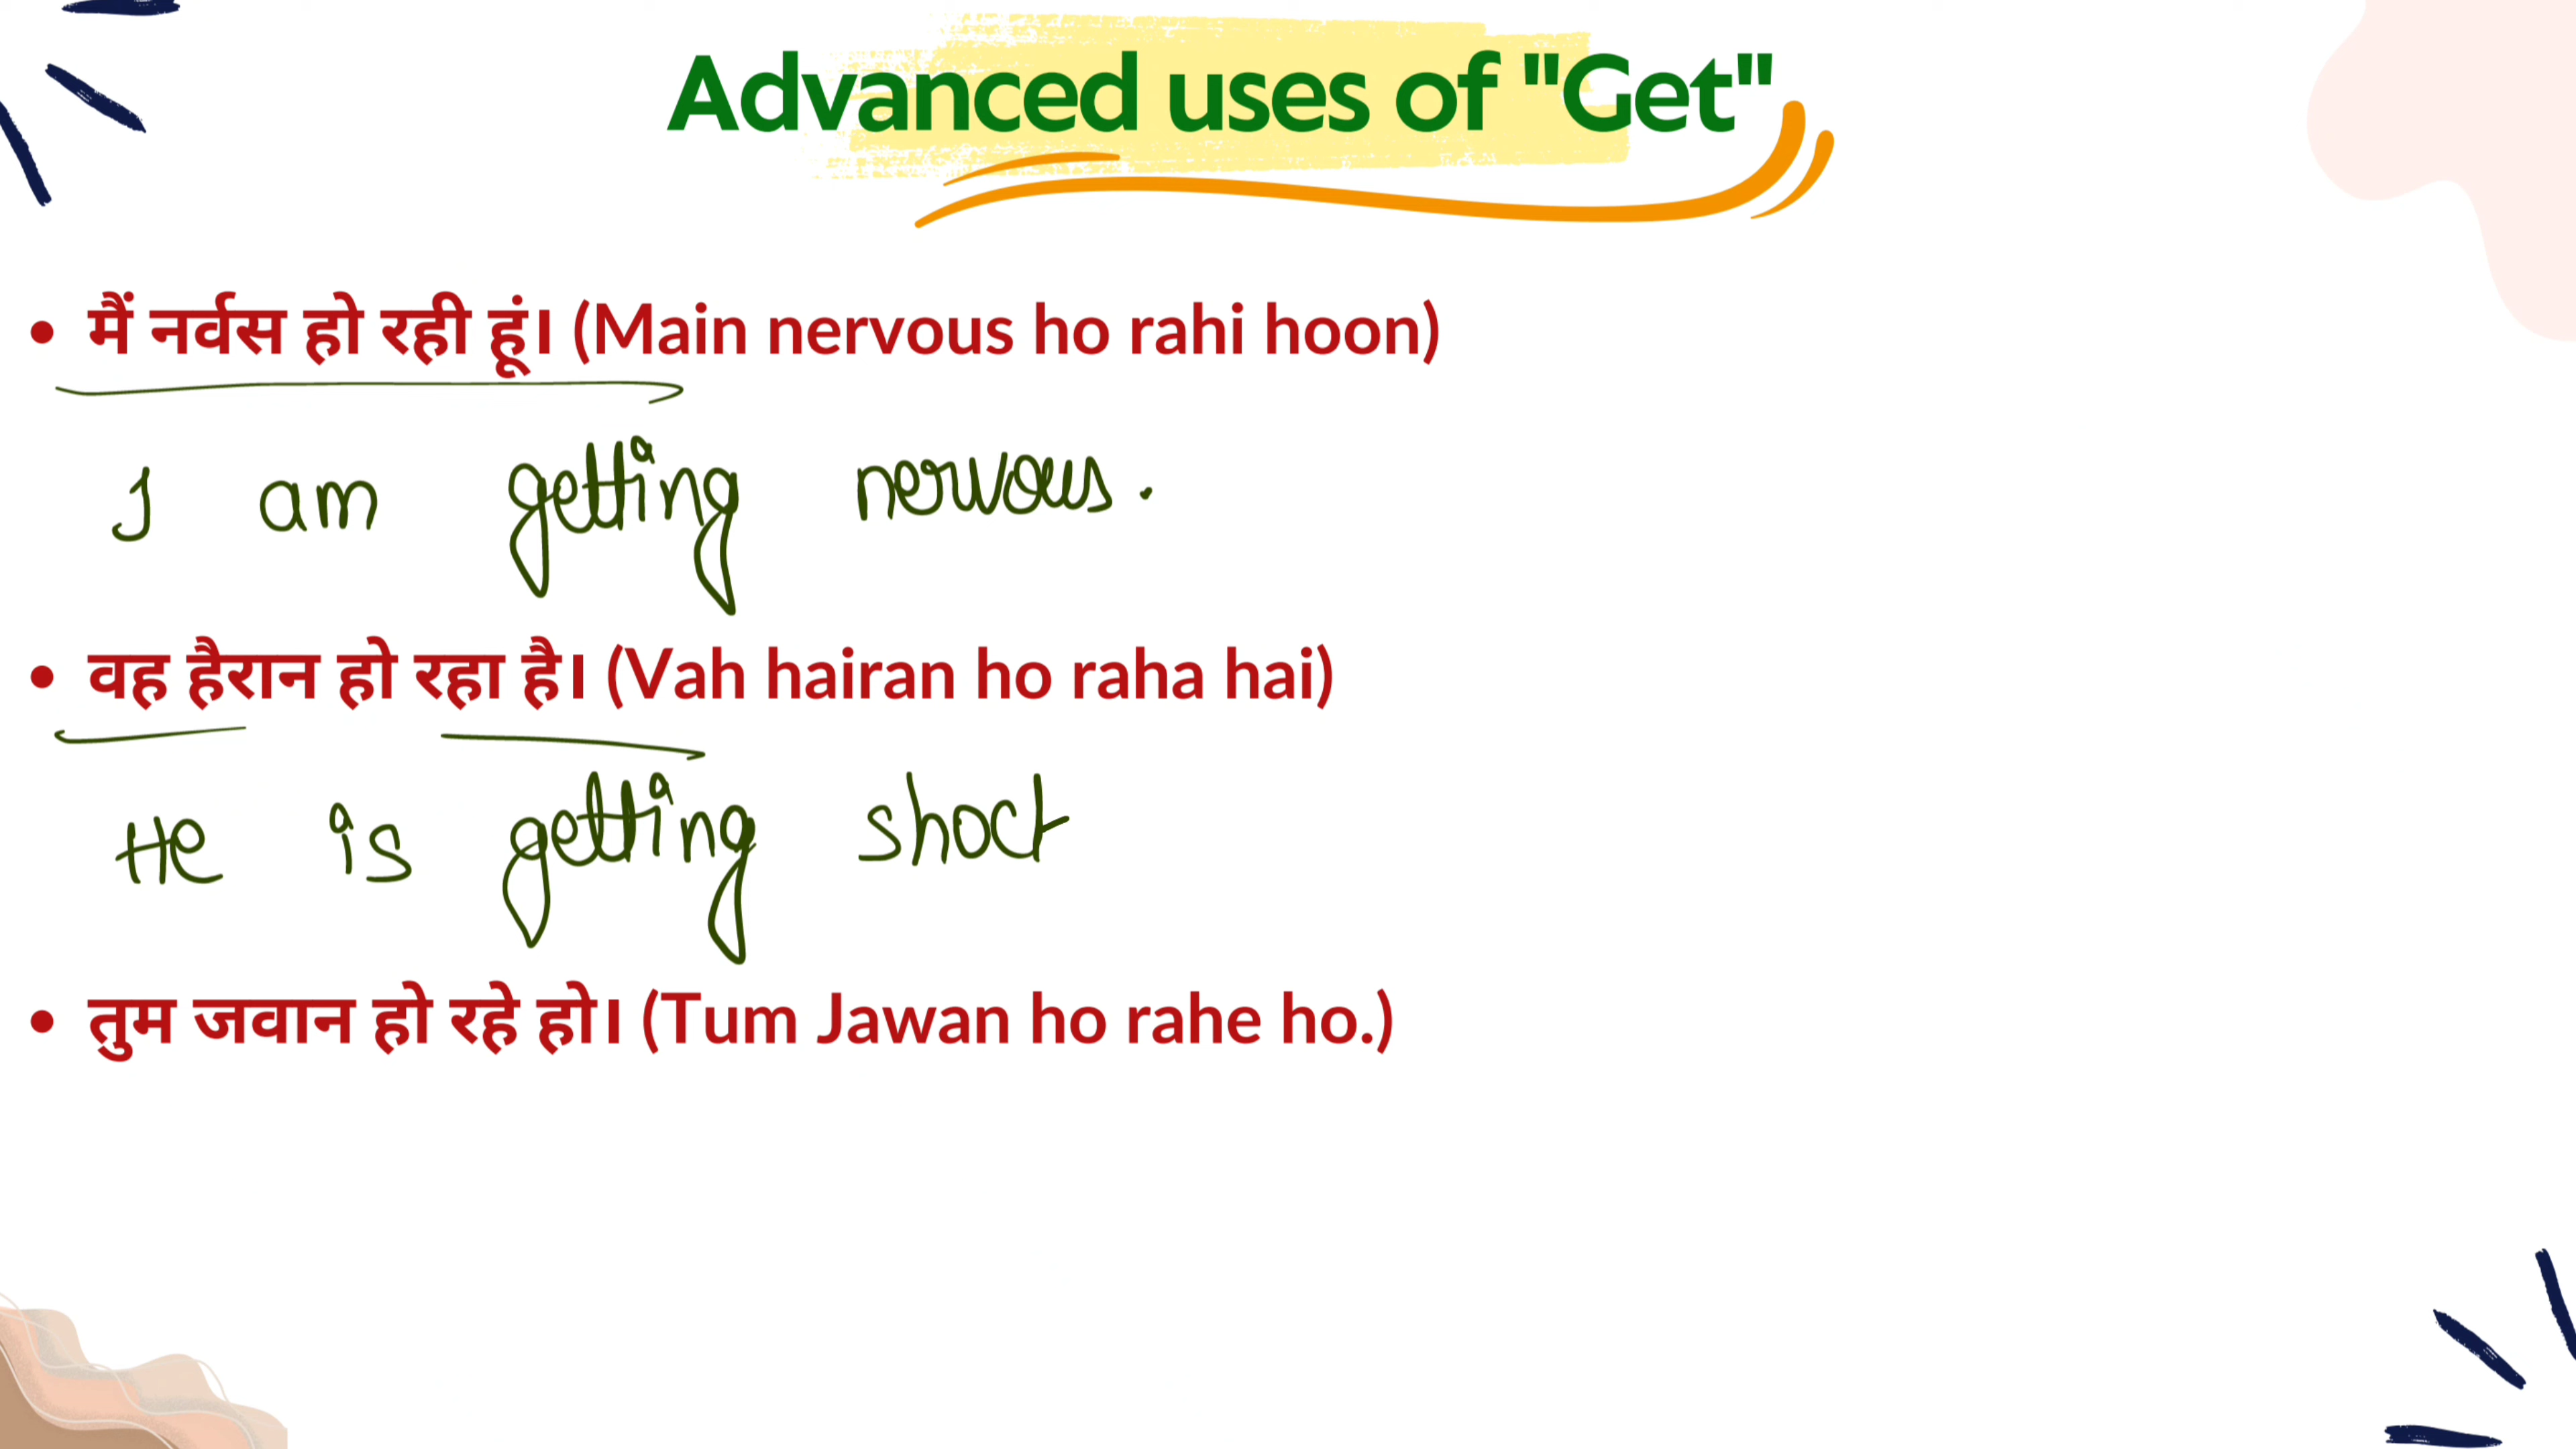 Advanced uses of "Get"
• मैं नर्वस हो रही हूं। (Main nervous ho rahi hoon)
I am getting nervous.
• वह हैरान हो रहा है। (Vah hairan ho raha hai)
He is getting shock
• तुम जवान हो रहे हो। (Tum Jawan ho rahe ho.)